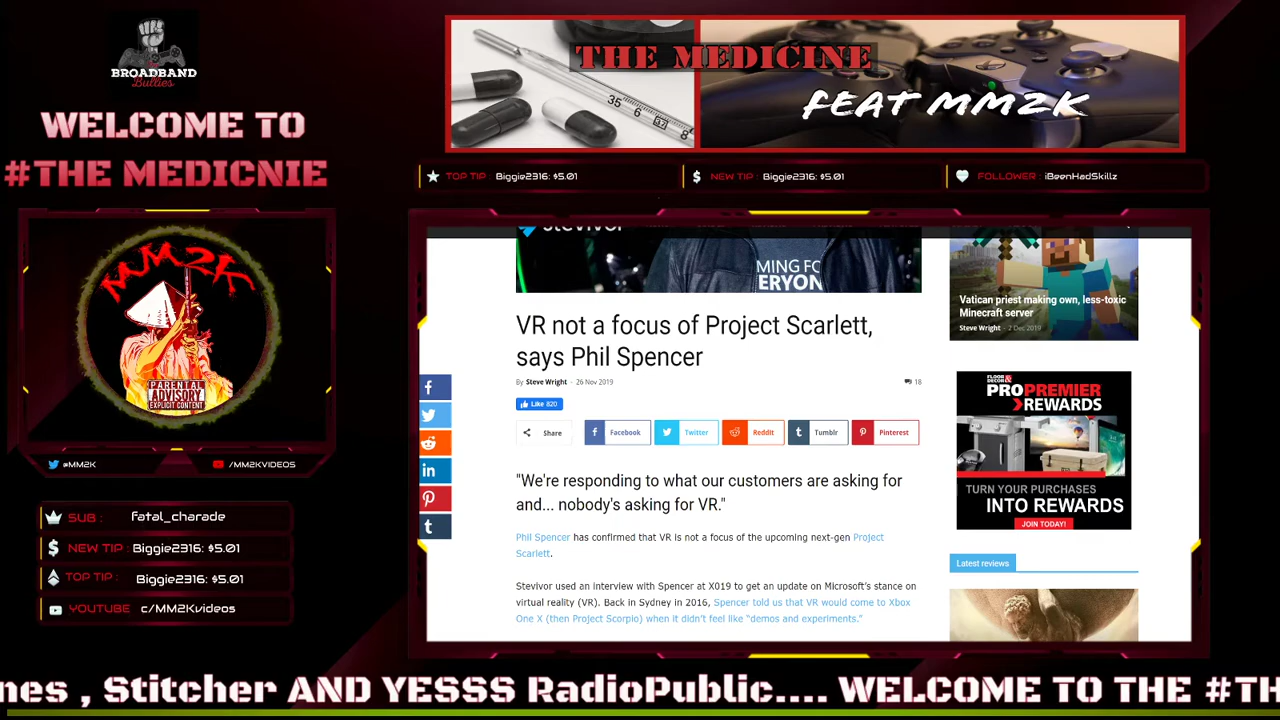 BROADBAND
Bullies
WELCOME TO
#THE MEDICNIE
THE MEDICINE
FEAT MM2K
35
6
37
8
TOP TIP : Biggie2316: $5.01
NEW TIP : Biggie2316: $5.01
FOLLOWER : iBeenHadSkillz
MM2K
PARENTAL
ADVISORY
EXPLICIT CONTENT
@MM2K
/MM2KVIDEOS
SUB : fatal_charade
NEW TIP : Biggie2316: $5.01
TOP TIP : Biggie2316: $5.01
YOUTUBE c/MM2Kvideos
stevivor
MING FO
ERYON
VR not a focus of Project Scarlett,
says Phil Spencer
By Steve Wright - 26 Nov 2019
18
Like 820
Share
Facebook
Twitter
Reddit
Tumblr
Pinterest
"We're responding to what our customers are asking for
and... nobody's asking for VR."
Phil Spencer has confirmed that VR is not a focus of the upcoming next-gen Project
Scarlett.
Stevivor used an interview with Spencer at X019 to get an update on Microsoft's stance on
virtual reality (VR). Back in Sydney in 2016, Spencer told us that VR would come to Xbox
One X (then Project Scorpio) when it didn't feel like "demos and experiments."
Vatican priest making own, less-toxic
Minecraft server
Steve Wright - 2 Dec 2019
FLOOR
DECOR
PROPREMIER
REWARDS
TURN YOUR PURCHASES
INTO REWARDS
JOIN TODAY!
Latest reviews
nes , Stitcher AND YESSS RadioPublic.... WELCOME TO THE #TH